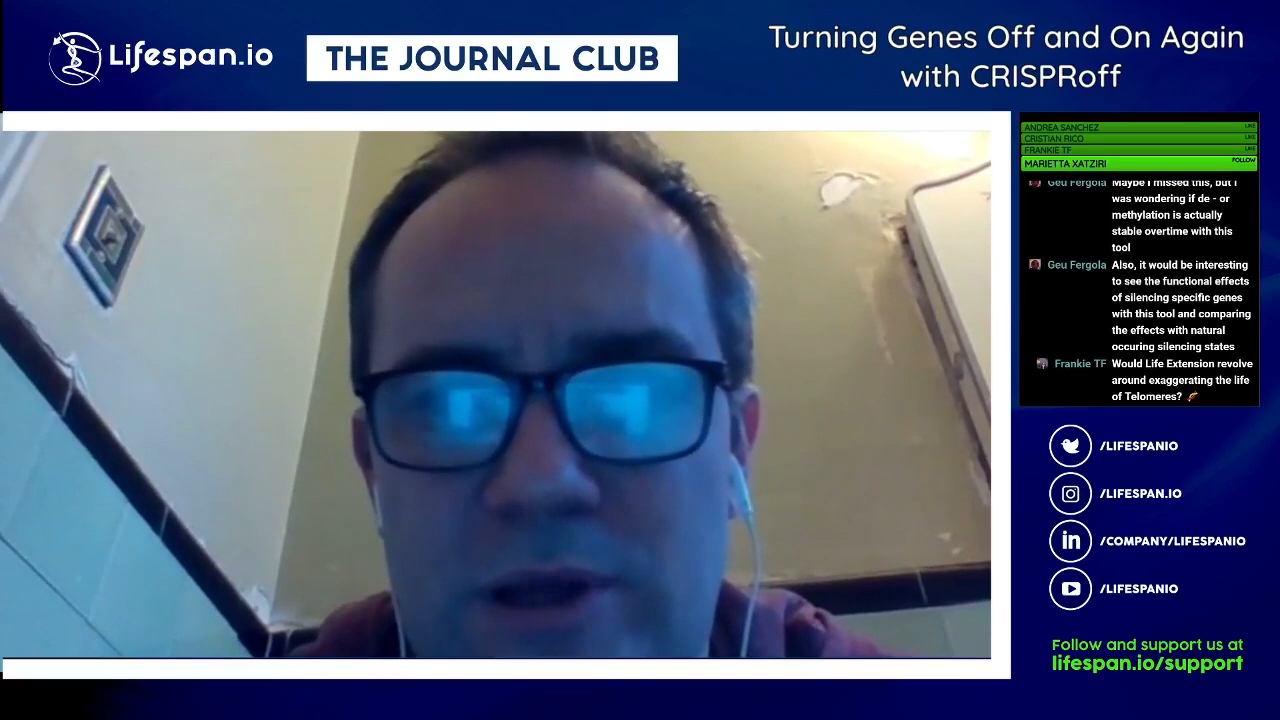 Lifespan.io
THE JOURNAL CLUB
Turning Genes Off and On Again
with CRISPRoff
ANDREA SANCHEZ LIKE
CRISTIAN RICO LIKE
FRANKIE TF LIKE
MARIETTA XATZIRI FOLLOW
Geu Fergola Maybe I missed this, but I
was wondering if de - or
methylation is actually
stable overtime with this
tool
Geu Fergola Also, it would be interesting
to see the functional effects
of silencing specific genes
with this tool and comparing
the effects with natural
occuring silencing states
Frankie TF Would Life Extension revolve
around exaggerating the life
of Telomeres?
/LIFESPANIO
/LIFESPAN.IO
in /COMPANY/LIFESPANIO
/LIFESPANIO
Follow and support us at
lifespan.io/support